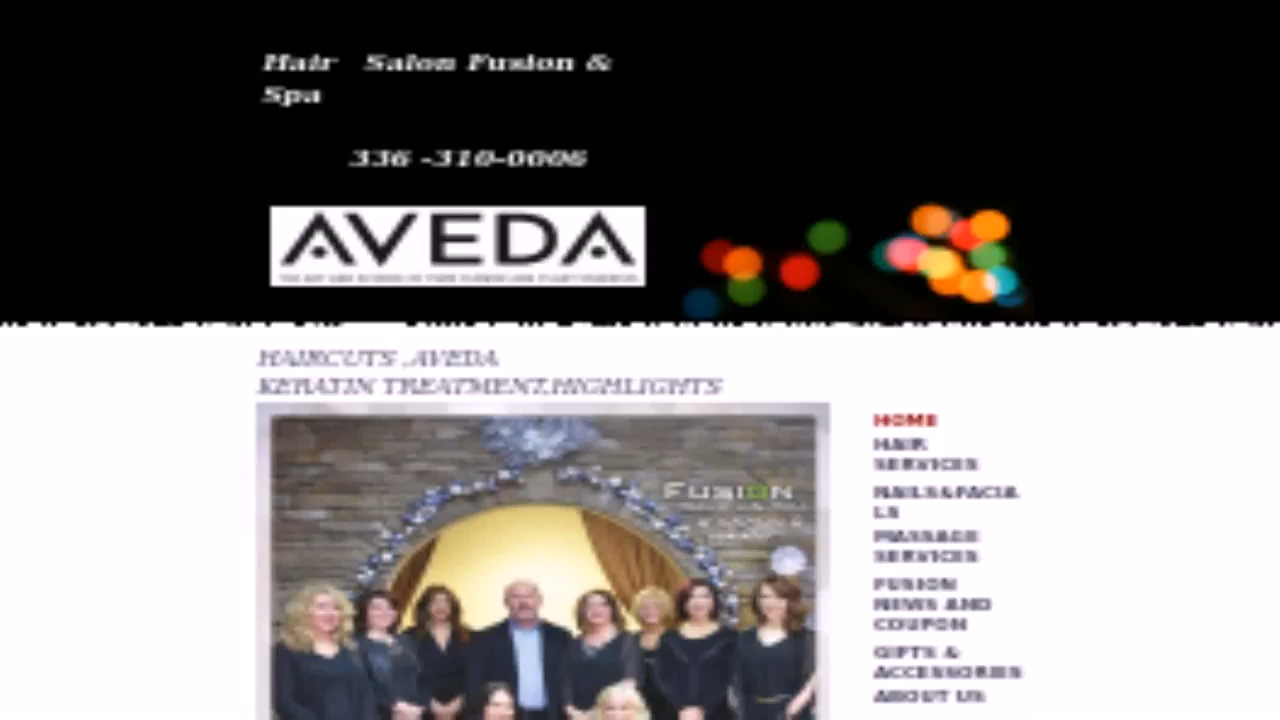 Hair Salon Fusion &
Spa
336 -310-0006
AVEDA
HAIRCUTS ,AVEDA
KERATIN TREATMENT,HIGHLIGHTS
HOME
HAIR
SERVICES
NAILS&FACIA
LS
MASSAGE
SERVICES
FUSION
NEWS AND
COUPON
GIFTS &
ACCESSORIES
ABOUT US
FUSION